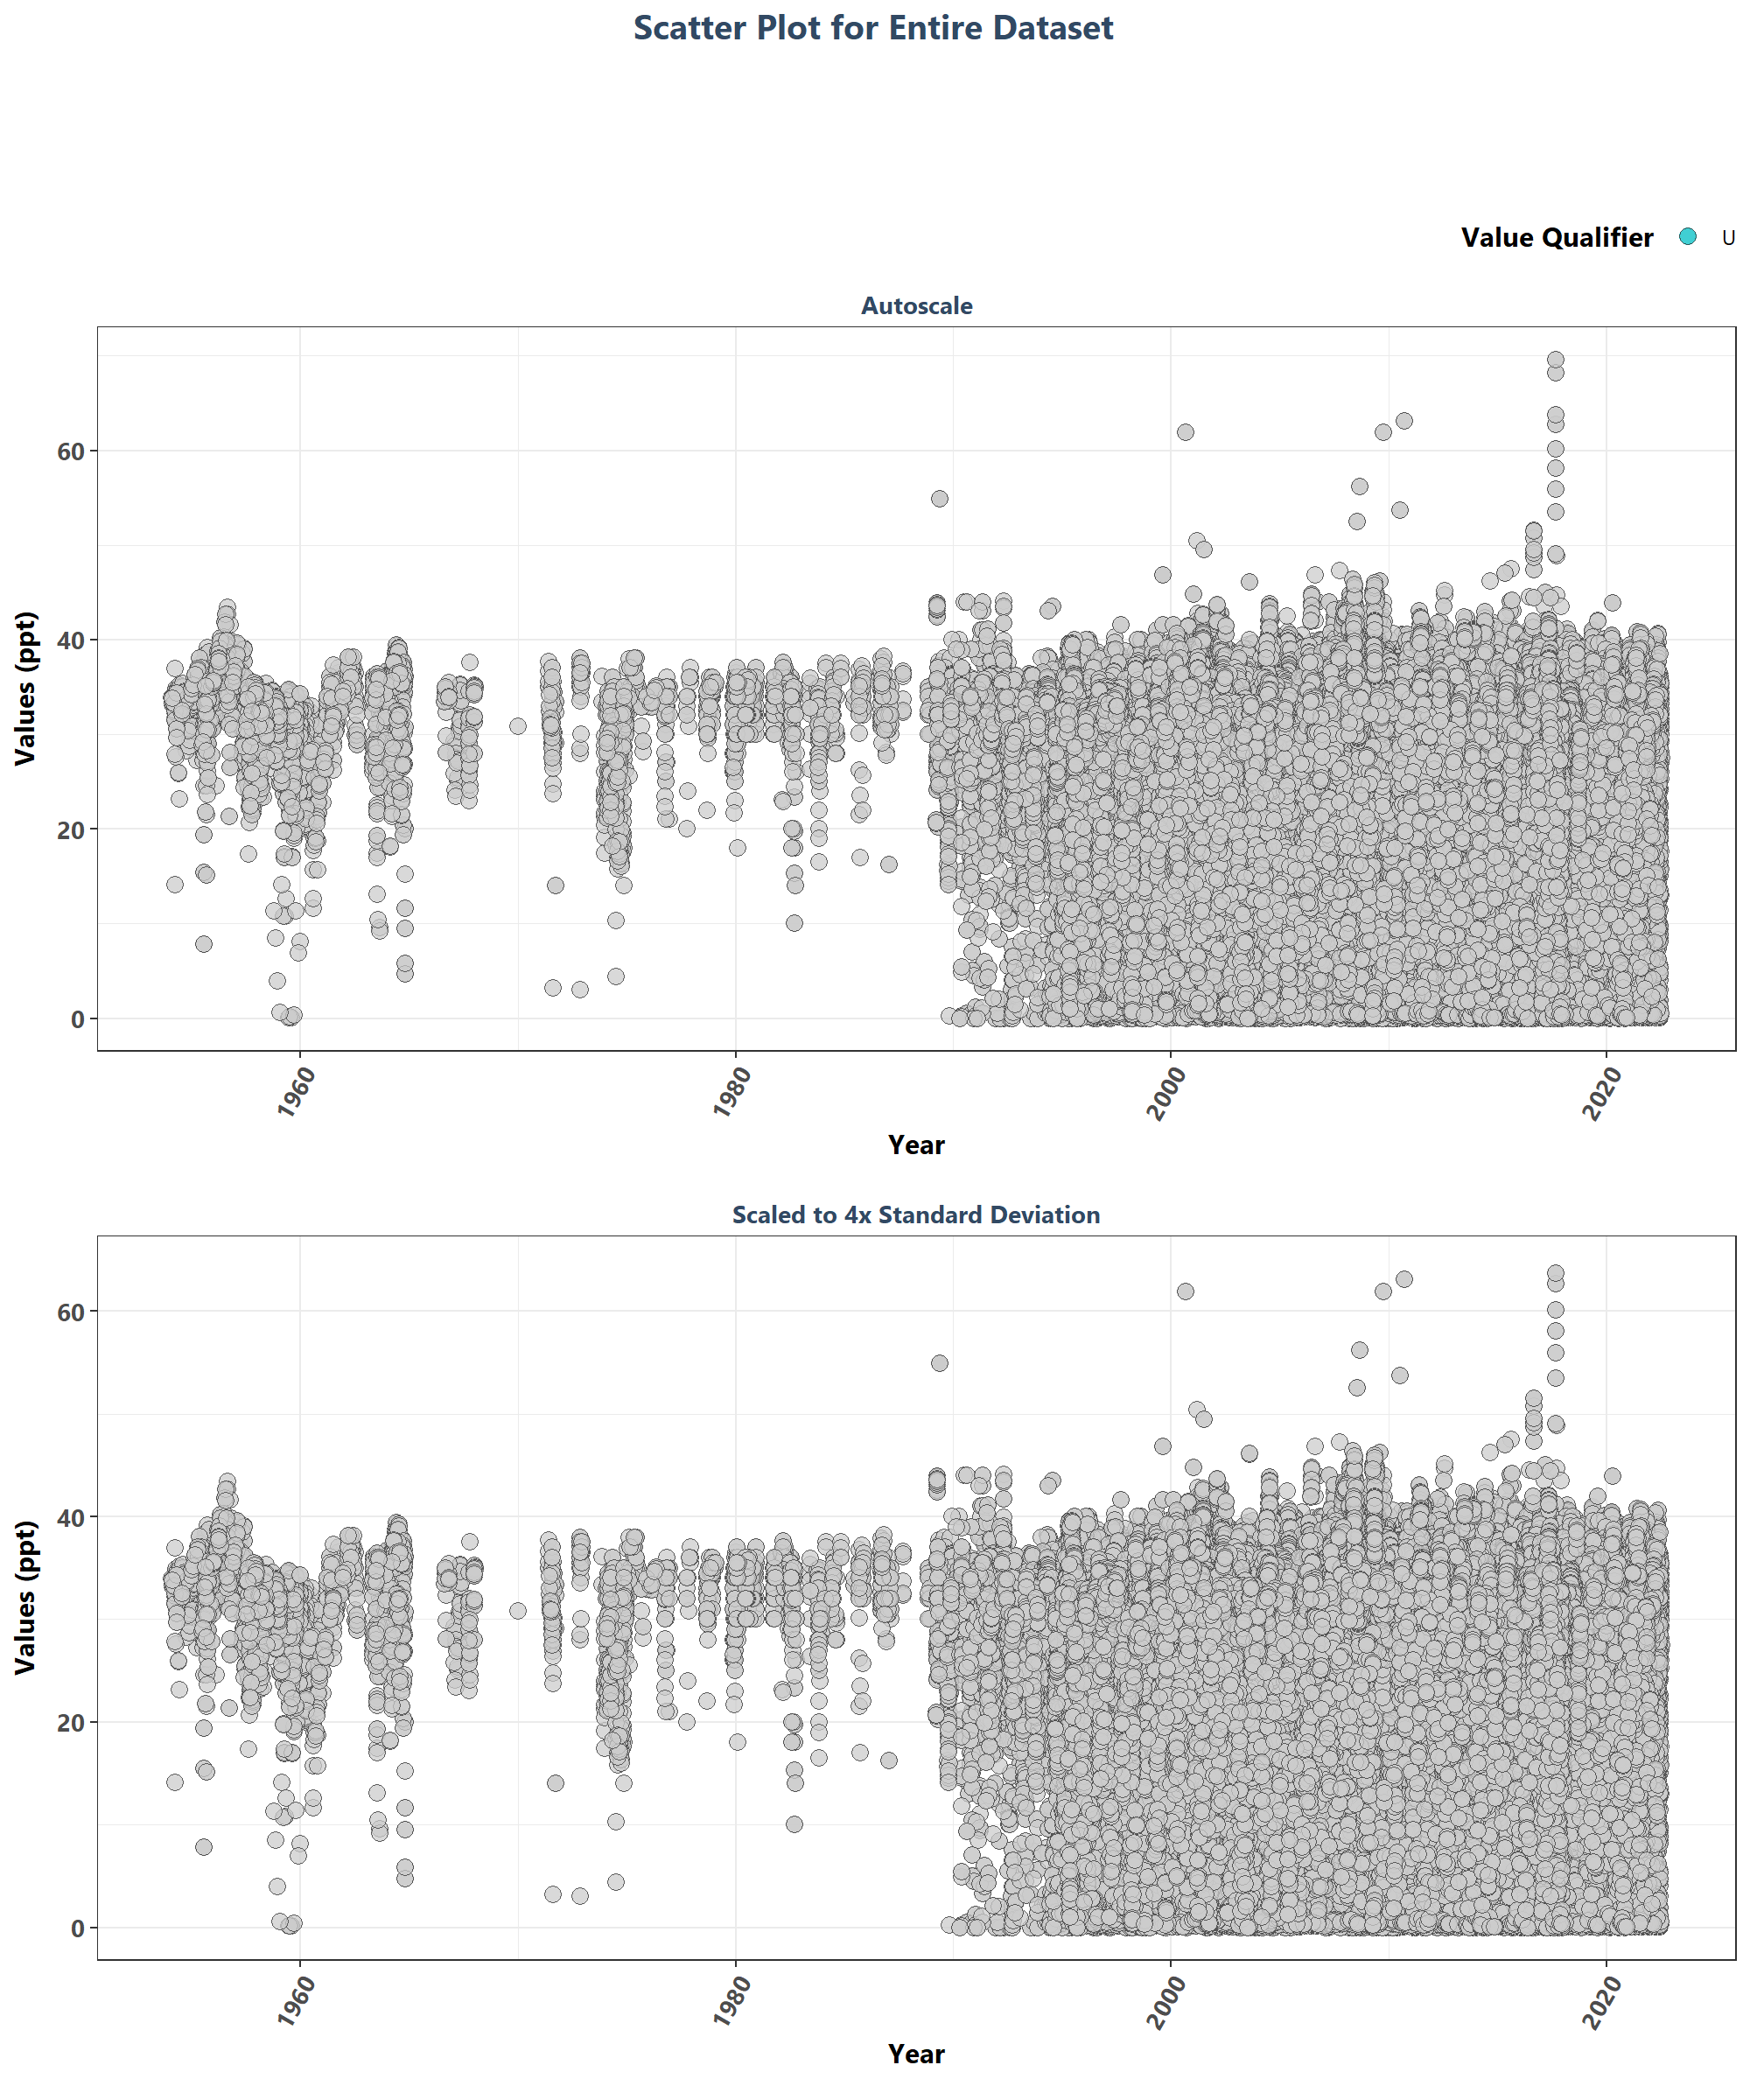 Scatter Plot for Entire Dataset
Value Qualifier U
Autoscale
60
40
20
0
Values (ppt)
1960 1980 2000 2020
Year
Scaled to 4x Standard Deviation
60
40
20
0
Values (ppt)
1960 1980 2000 2020
Year